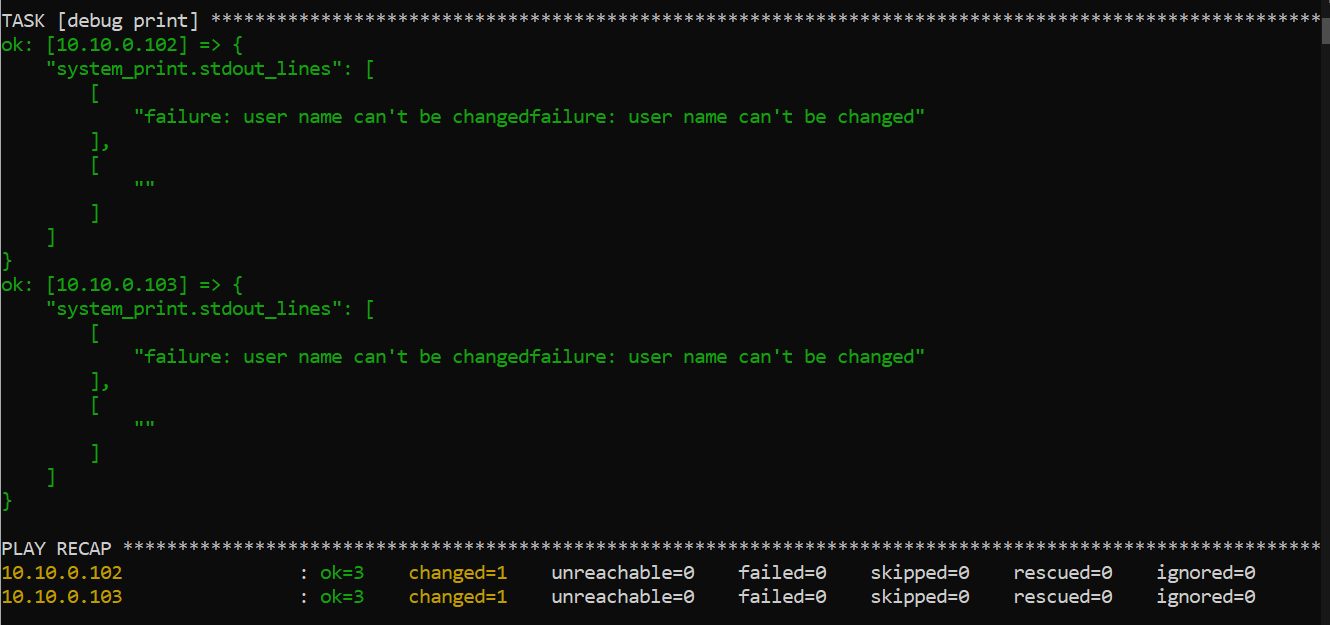 TASK [debug print] *****************************************************************************************************
ok: [10.10.0.102] => {
    "system_print.stdout_lines": [
        [
            "failure: user name can't be changedfailure: user name can't be changed"
        ],
        [
            ""
        ]
    ]
}
ok: [10.10.0.103] => {
    "system_print.stdout_lines": [
        [
            "failure: user name can't be changedfailure: user name can't be changed"
        ],
        [
            ""
        ]
    ]
}
PLAY RECAP *************************************************************************************************************
10.10.0.102                : ok=3    changed=1    unreachable=0    failed=0    skipped=0    rescued=0    ignored=0
10.10.0.103                : ok=3    changed=1    unreachable=0    failed=0    skipped=0    rescued=0    ignored=0